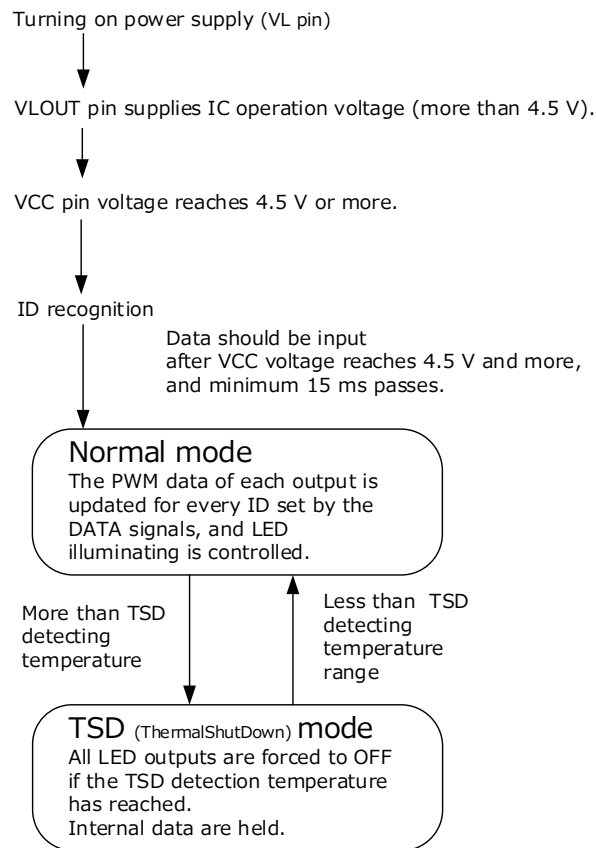 Turning on power supply (VL pin)
VLOUT pin supplies IC operation voltage (more than 4.5 V).
VCC pin voltage reaches 4.5 V or more.
ID recognition
Data should be input
after VCC voltage reaches 4.5 V and more,
and minimum 15 ms passes.
Normal mode
The PWM data of each output is
updated for every ID set by the
DATA signals, and LED
illuminating is controlled.
More than TSD
detecting
temperature
Less than TSD
detecting
temperature
range
TSD (ThermalShutDown) mode
All LED outputs are forced to OFF
if the TSD detection temperature
has reached.
Internal data are held.